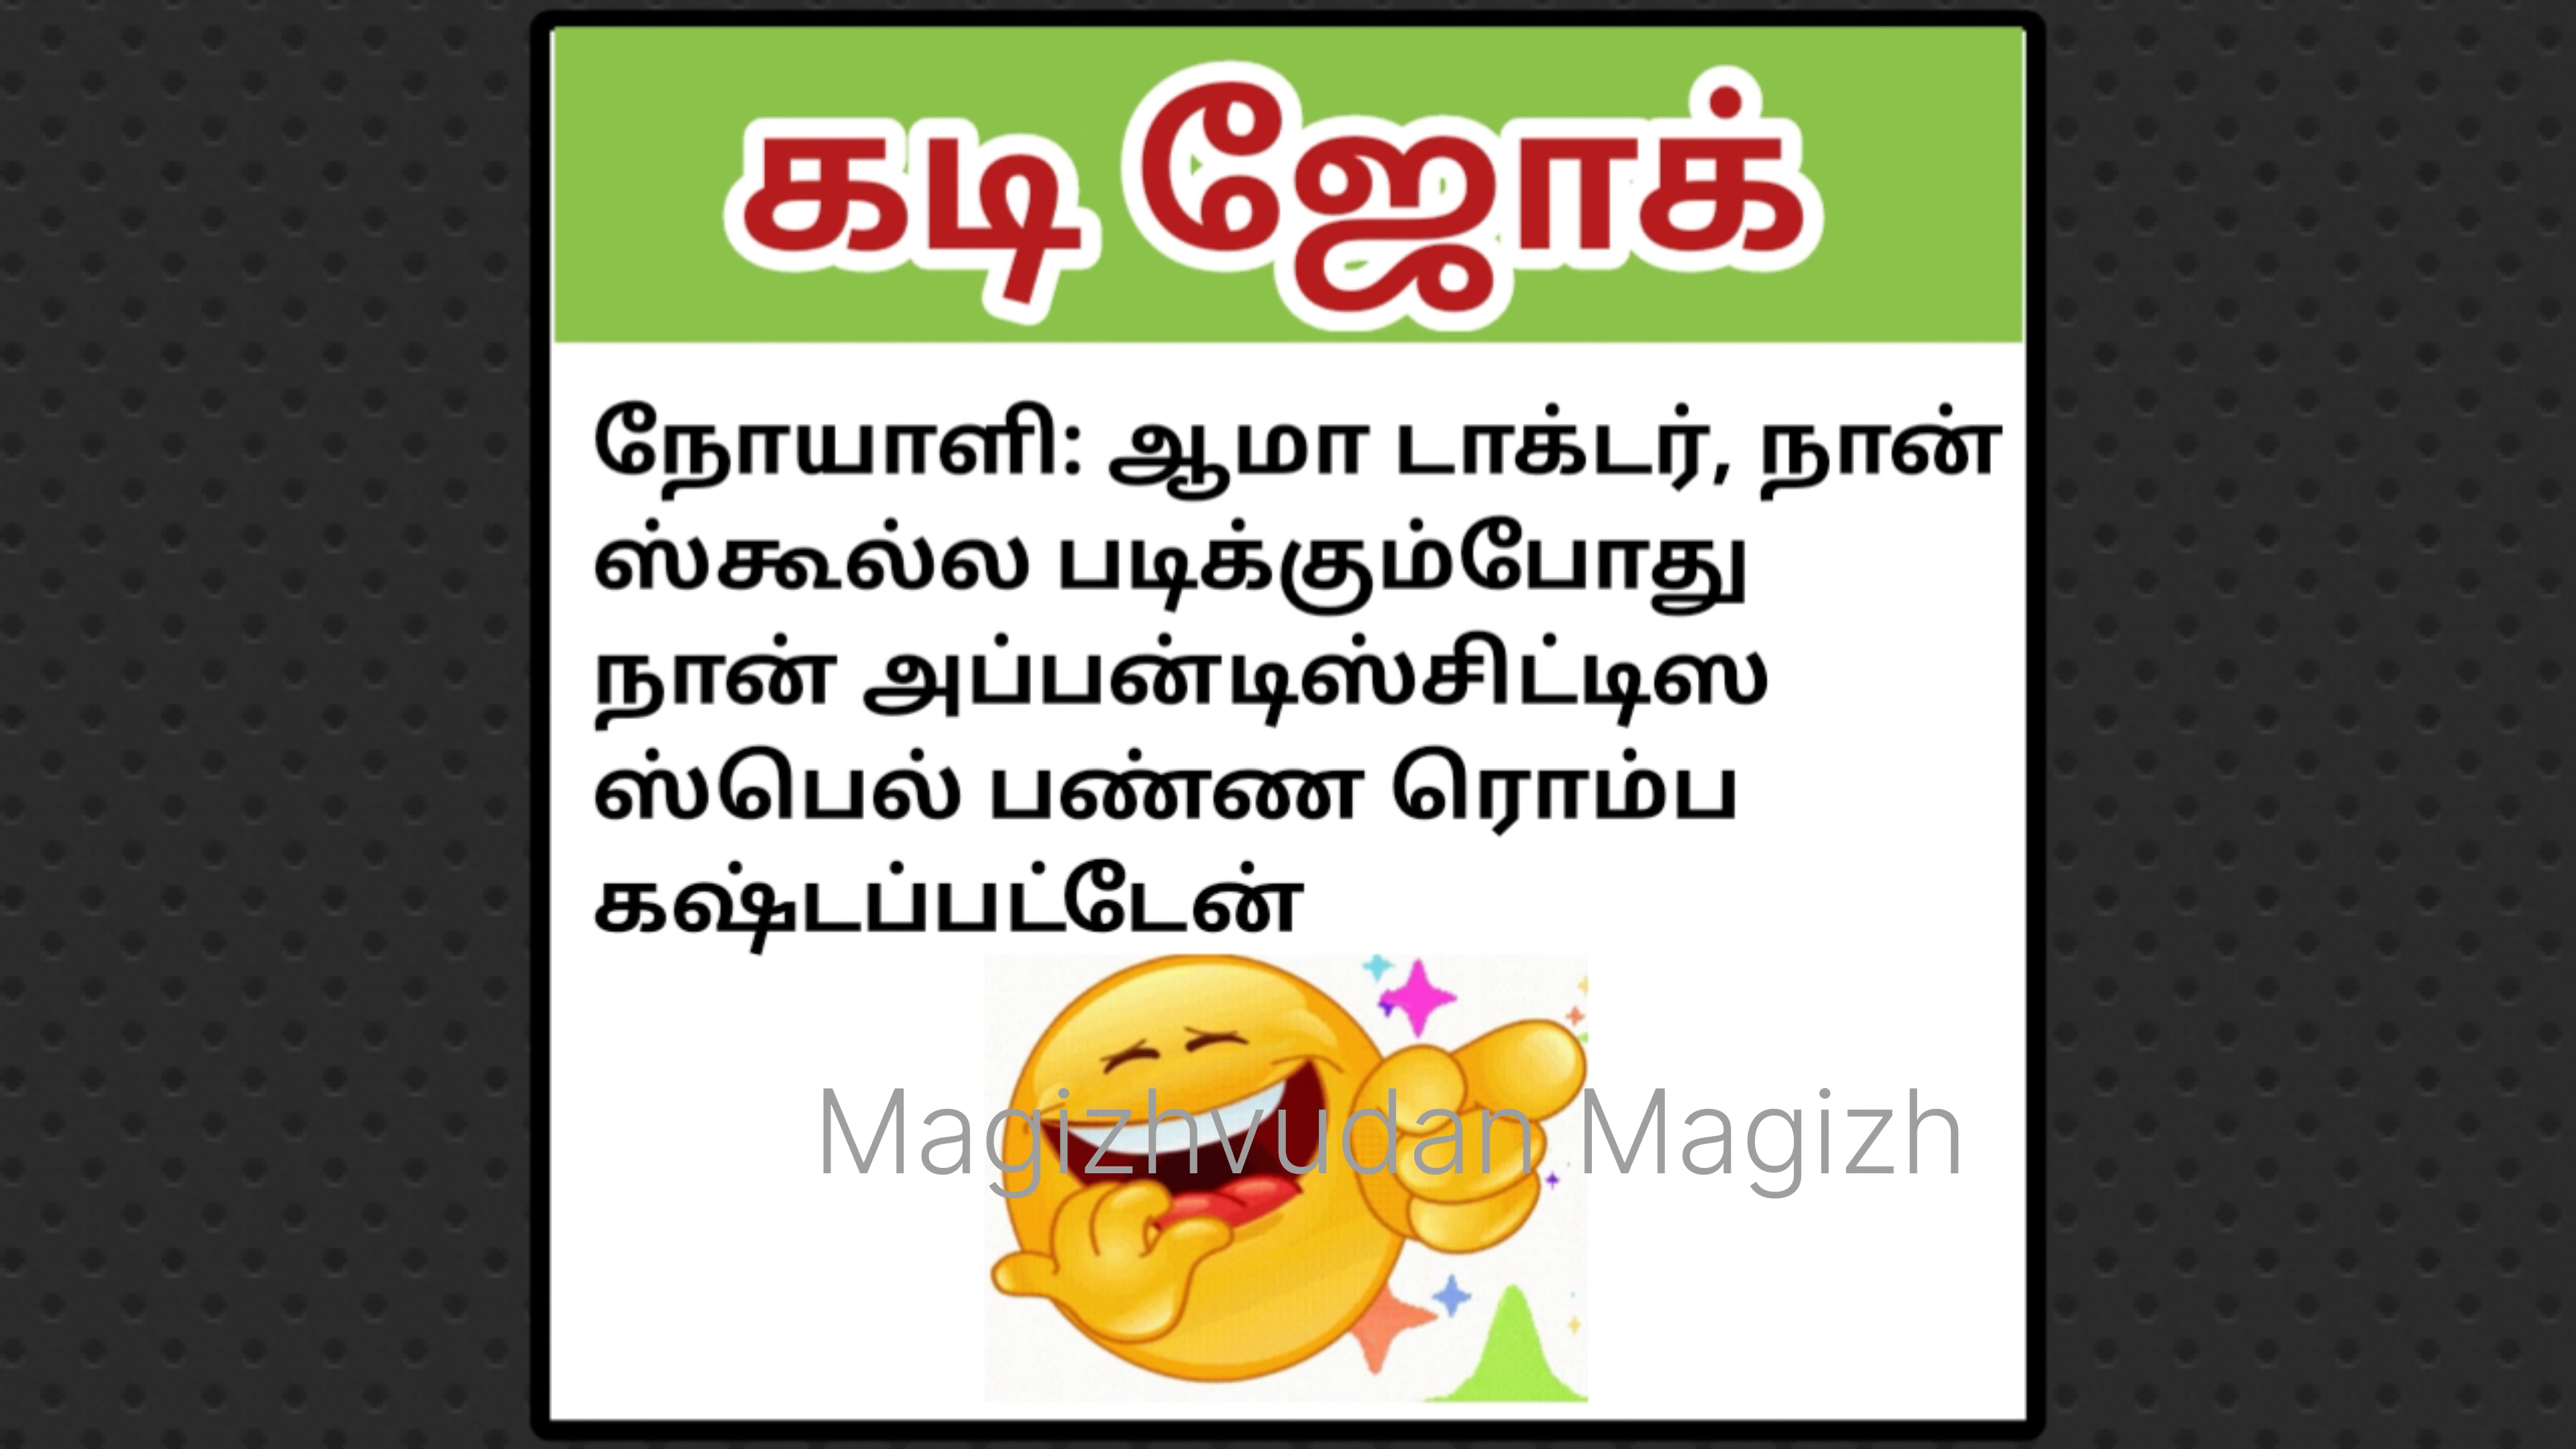 கடி ஜோக்
நோயாளி: ஆமா டாக்டர், நான்
ஸ்கூல்ல படிக்கும்போது
நான் அப்பன்டிஸ்சிட்டிஸ
ஸ்பெல் பண்ண ரொம்ப
கஷ்டப்பட்டேன்
Magizhvudan Magizh